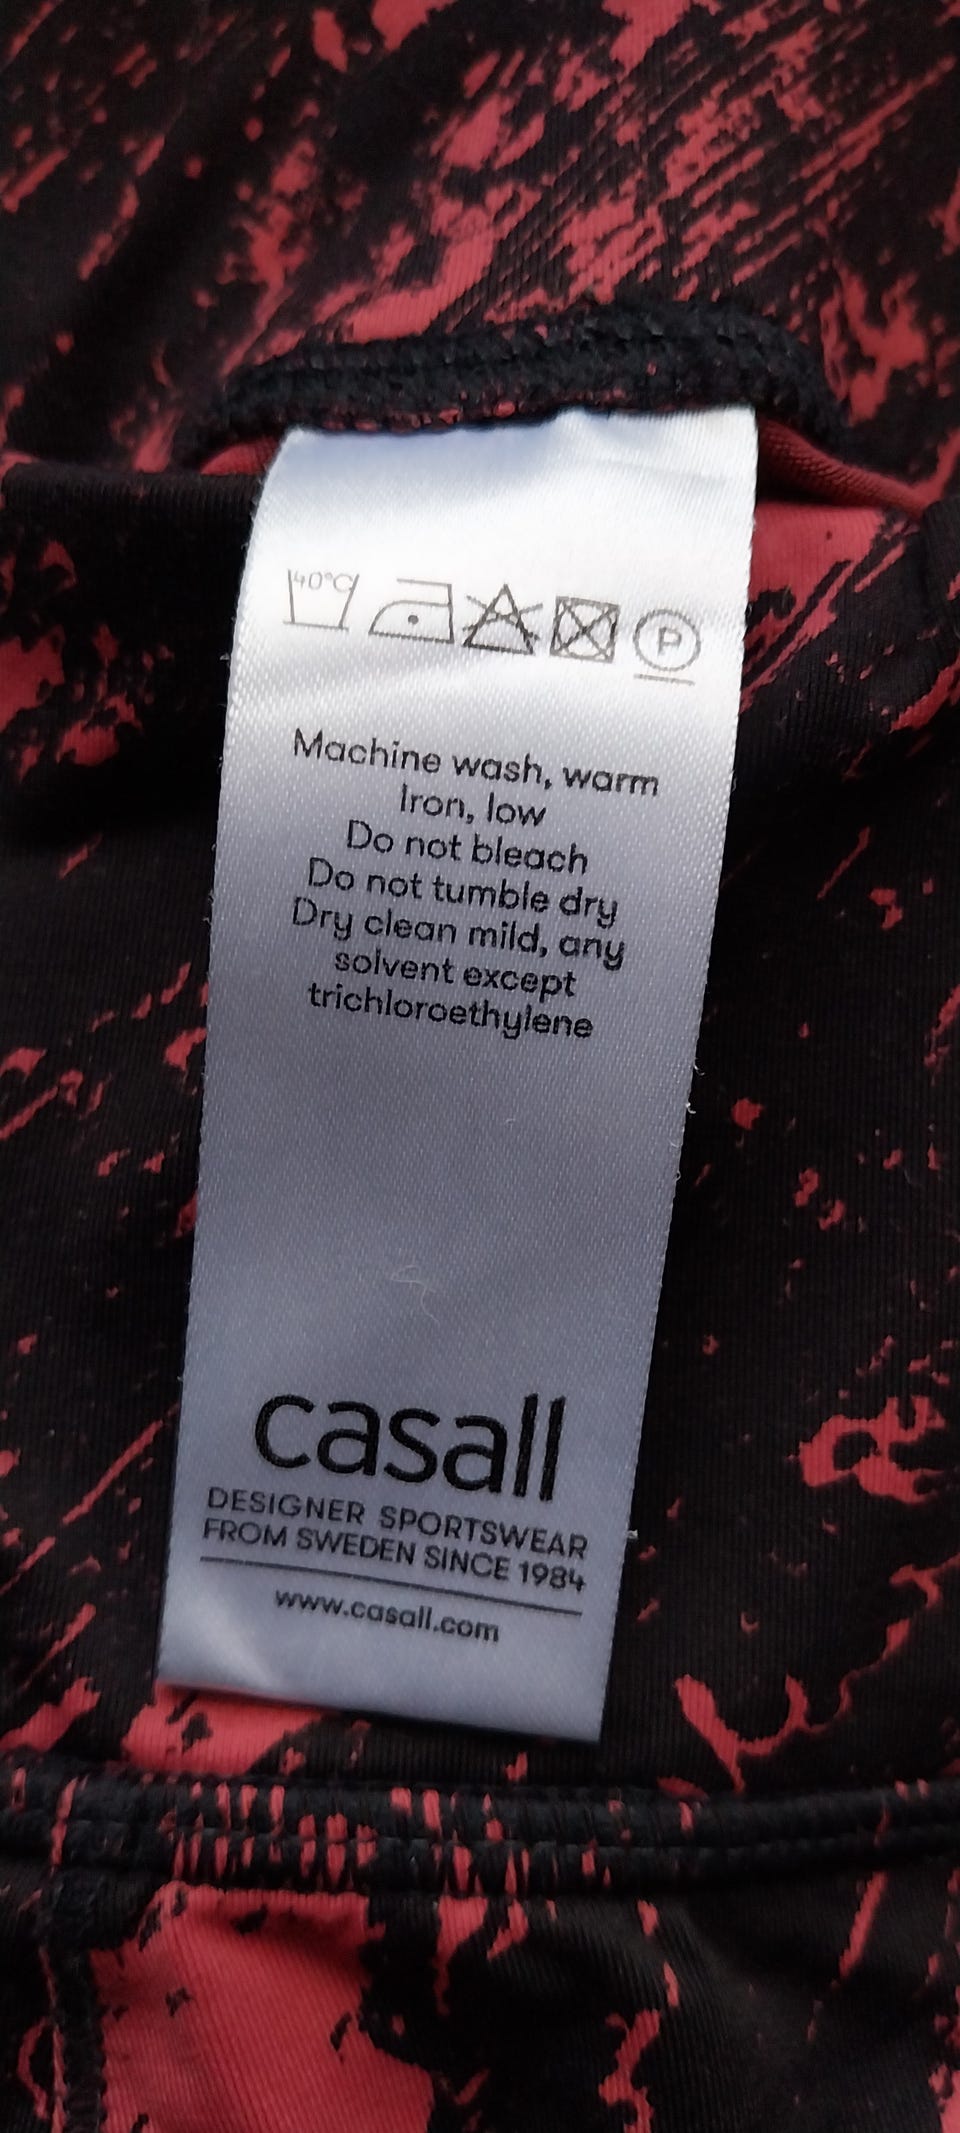 40°C
P
Machine wash, warm
Iron, low
Do not bleach
Do not tumble dry
Dry clean mild, any
solvent except
trichloroethylene
casall
DESIGNER SPORTSWEAR
FROM SWEDEN SINCE 1984
www.casall.com